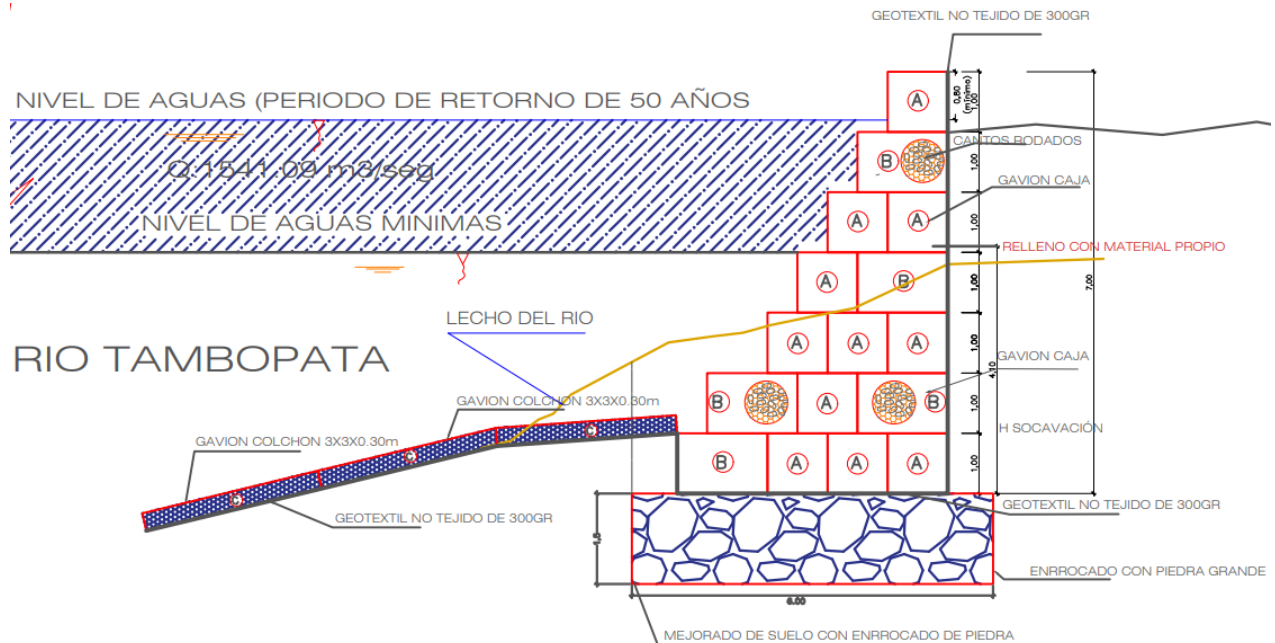 GEOTEXTIL NO TEJIDO DE 300GR
NIVEL DE AGUAS (PERIODO DE RETORNO DE 50 AÑOS
A
0,80
(minimo)
1,00
Q:1541.09 m3/seg
B
CANTOS RODADOS
1,00
GAVION CAJA
NIVEL DE AGUAS MINIMAS
A
A
1,00
RELLENO CON MATERIAL PROPIO
A
B
1,00
7,00
LECHO DEL RIO
RIO TAMBOPATA
A
A
A
1,00
GAVION CAJA
4,10
GAVION COLCHON 3X3X0.30m
B
A
B
1,00
H SOCAVACIÓN
GAVION COLCHON 3X3X0.30m
C
C
C
B
A
A
A
1,00
GEOTEXTIL NO TEJIDO DE 300GR
GEOTEXTIL NO TEJIDO DE 300GR
1,5
ENRROCADO CON PIEDRA GRANDE
6.00
MEJORADO DE SUELO CON ENRROCADO DE PIEDRA